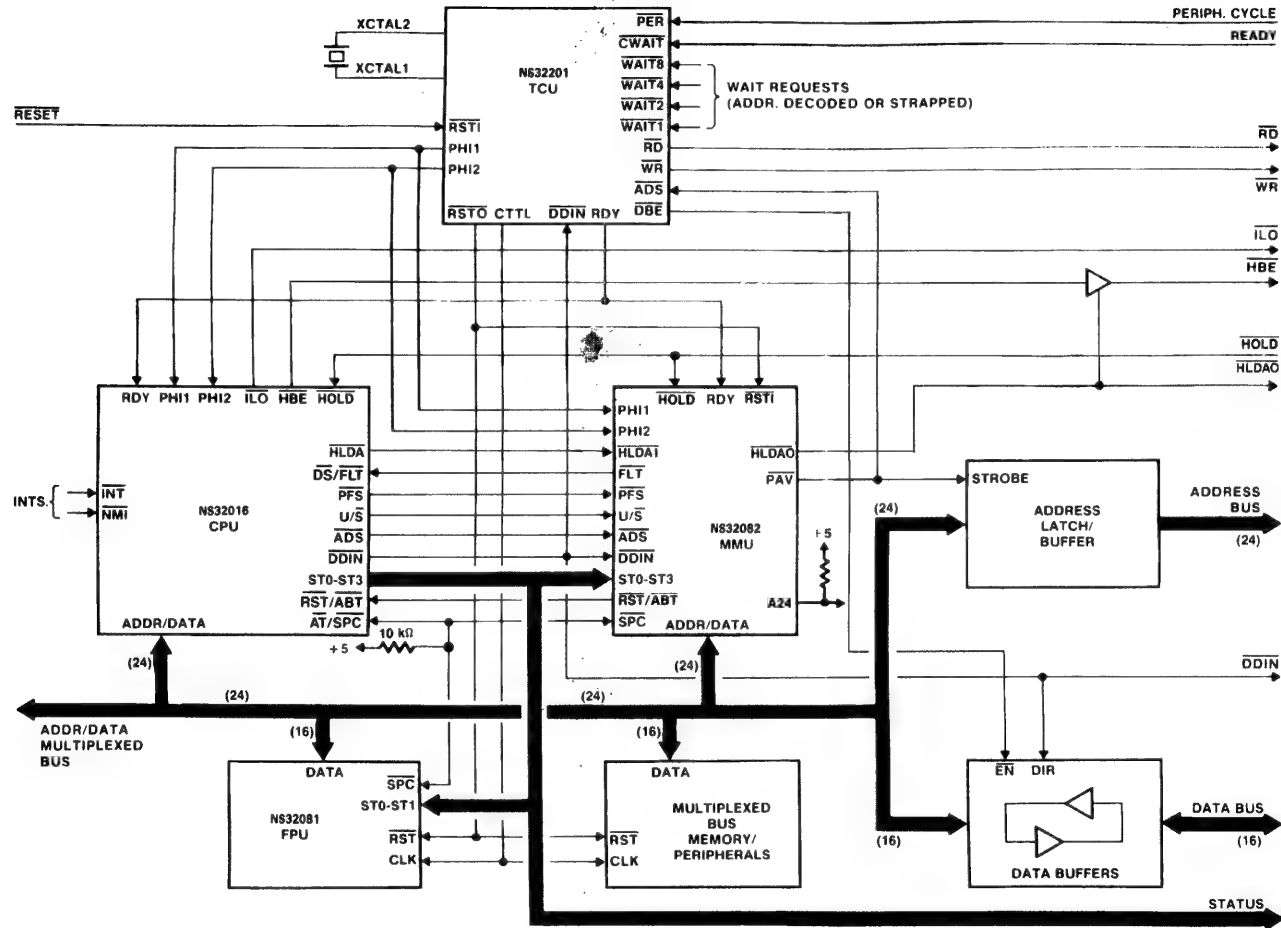 XCTAL2
XCTAL1
NS32201
TCU
PER
CWAIT
WAIT8
WAIT4
WAIT2
WAIT1
RD
WR
ADS
DBE
RSTI
PHI1
PHI2
RSTO CTTL DDIN RDY
PERIPH. CYCLE
READY
WAIT REQUESTS
(ADDR. DECODED OR STRAPPED)
RESET
RD
WR
ILO
HBE
HOLD
HLDAO
RDY PHI1 PHI2 ILO HBE HOLD
HLDA
DS/FLT
PFS
U/S
ADS
DDIN
ST0-ST3
RST/ABT
AT/SPC
INTS.
INT
NMI
NS32016
CPU
ADDR/DATA
HOLD RDY RSTI
PHI1
PHI2
HLDAI
FLT
PFS
U/S
ADS
DDIN
ST0-ST3
RST/ABT
SPC
HLDAO
PAV
NS32082
MMU
A24
+5
ADDR/DATA
10 kΩ
+5
STROBE
ADDRESS
LATCH/
BUFFER
ADDRESS
BUS
(24)
(24)
(24)
(24)
(24)
(24)
DDIN
ADDR/DATA
MULTIPLEXED
BUS
(16)
(16)
DATA
SPC
ST0-ST1
RST
CLK
NS32081
FPU
DATA
RST
CLK
MULTIPLEXED
BUS
MEMORY/
PERIPHERALS
(16)
EN DIR
DATA BUFFERS
DATA BUS
(16)
STATUS